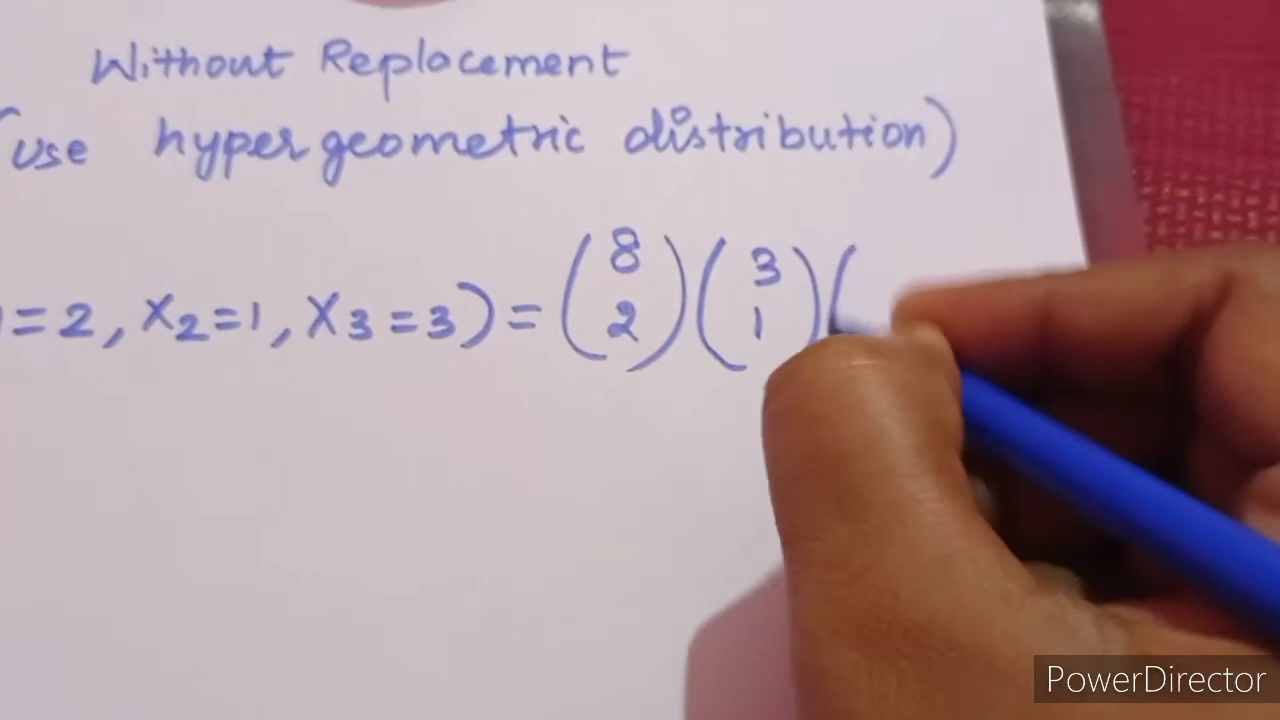 Without Replacement
(use hypergeometric distribution)
=2, X2=1, X3=3) = (8 2)(3 1)(
PowerDirector